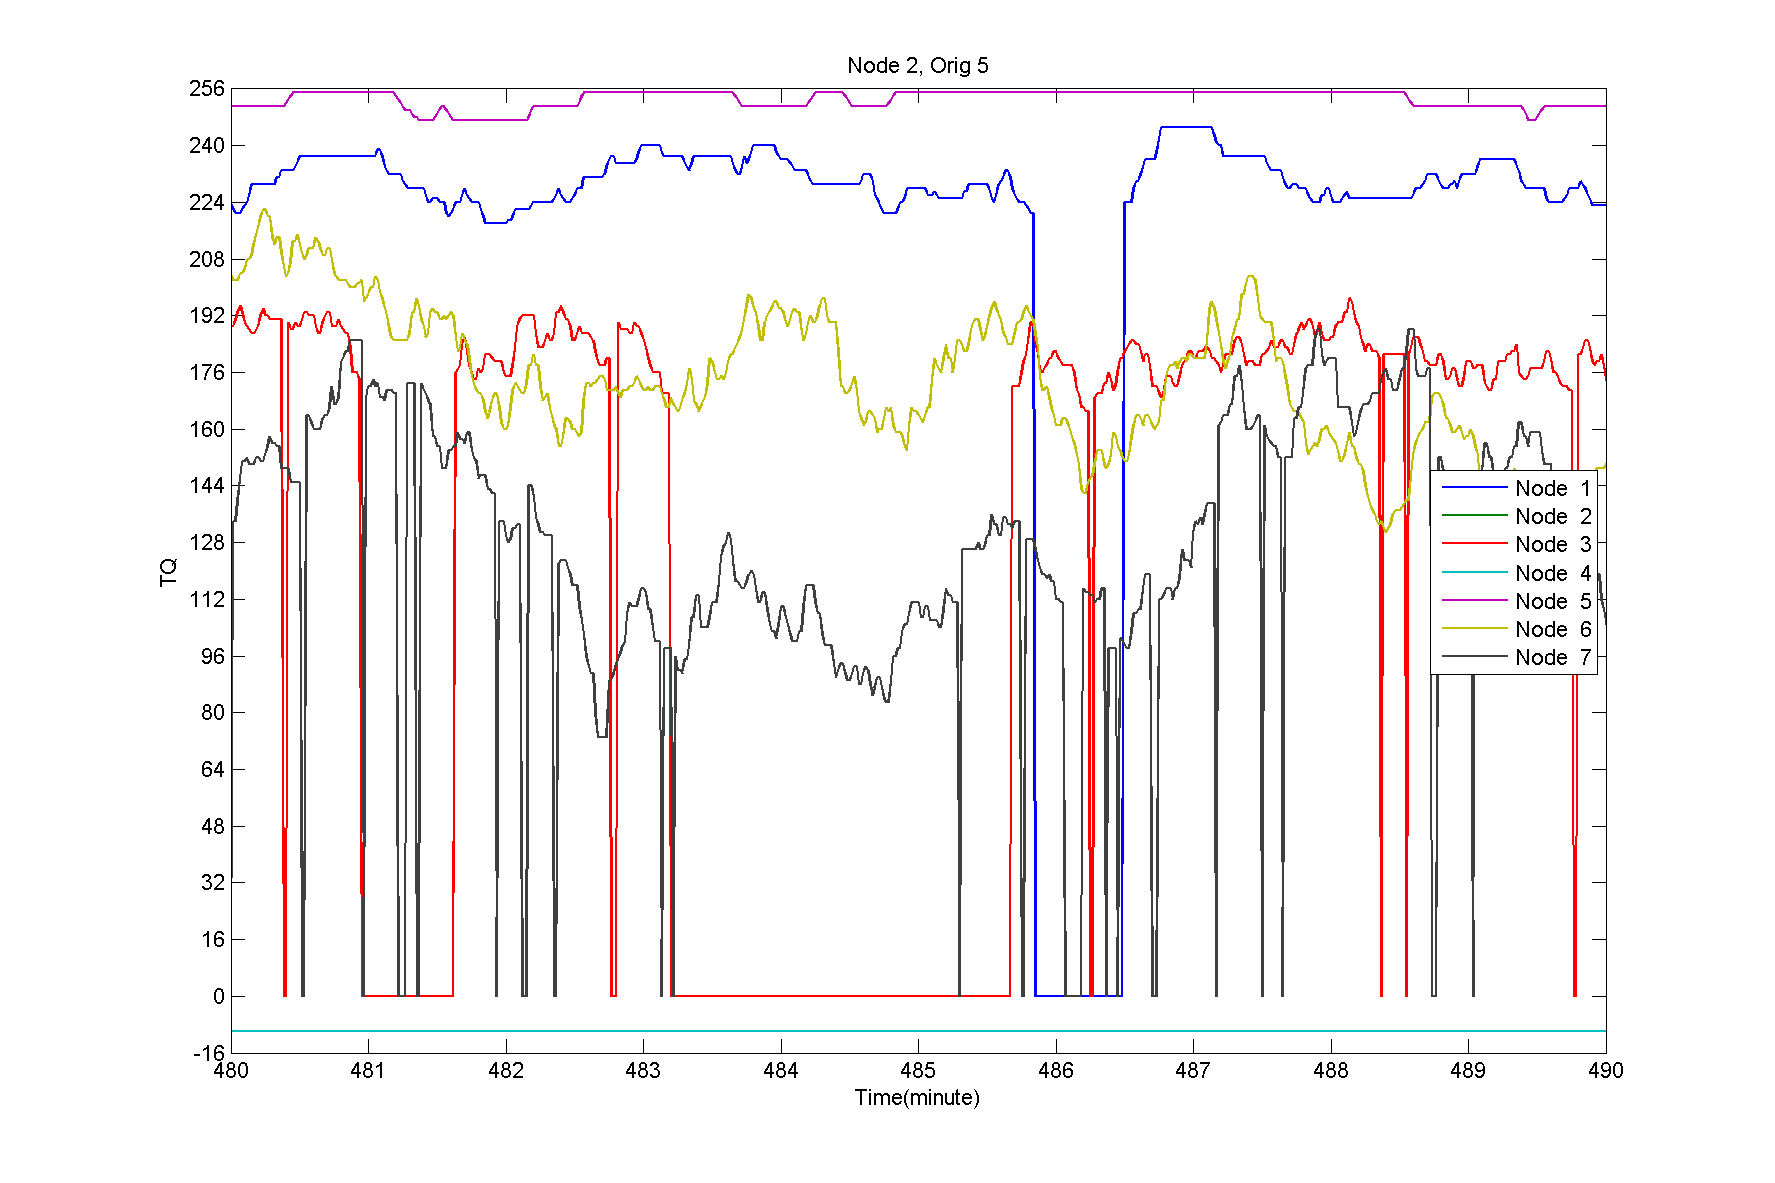 Node 2, Orig 5
256
240
224
208
192
176
160
144
128
112
96
80
64
48
32
16
0
-16
TQ
Node 1
Node 2
Node 3
Node 4
Node 5
Node 6
Node 7
480 481 482 483 484 485 486 487 488 489 490
Time(minute)